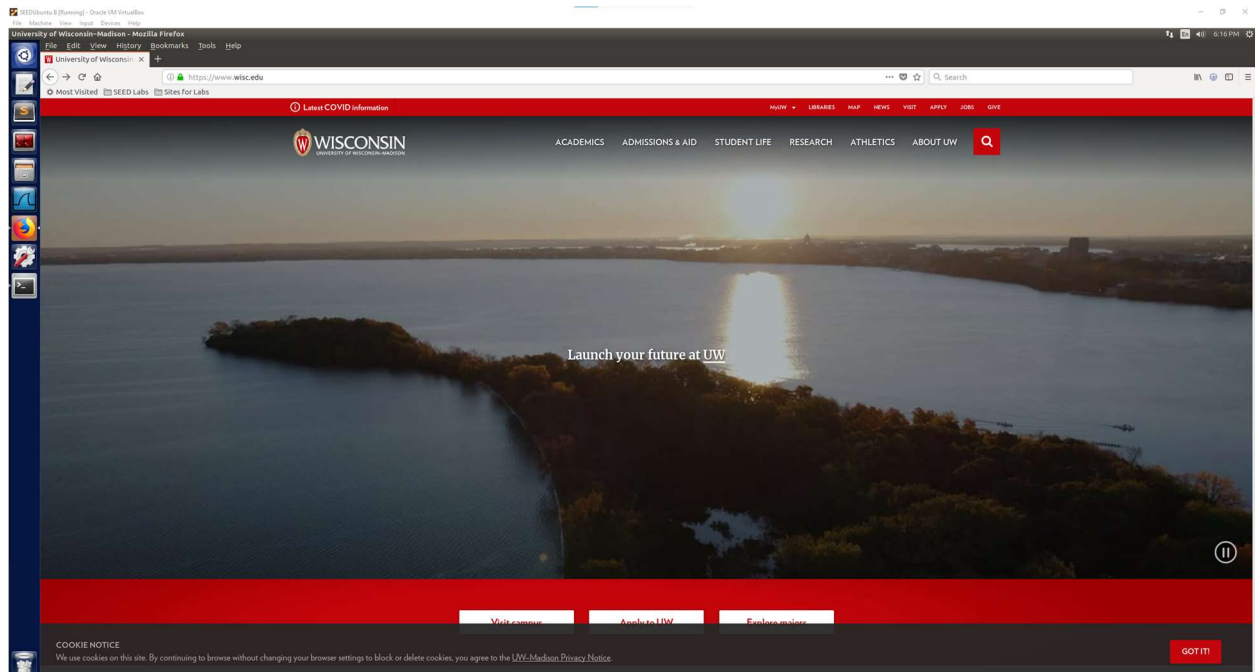 SEEDUbuntu B [Running] - Oracle VM VirtualBox
File Machine View Input Devices Help
University of Wisconsin–Madison - Mozilla Firefox
En 6:16 PM
File Edit View History Bookmarks Tools Help
University of Wisconsin
https://www.wisc.edu
Search
Most Visited SEED Labs Sites for Labs
Latest COVID information
MyUW LIBRARIES MAP NEWS VISIT APPLY JOBS GIVE
WISCONSIN
UNIVERSITY OF WISCONSIN–MADISON
ACADEMICS ADMISSIONS & AID STUDENT LIFE RESEARCH ATHLETICS ABOUT UW
Launch your future at UW
Visit campus Apply to UW Explore majors
COOKIE NOTICE
We use cookies on this site. By continuing to browse without changing your browser settings to block or delete cookies, you agree to the UW–Madison Privacy Notice.
GOT IT!